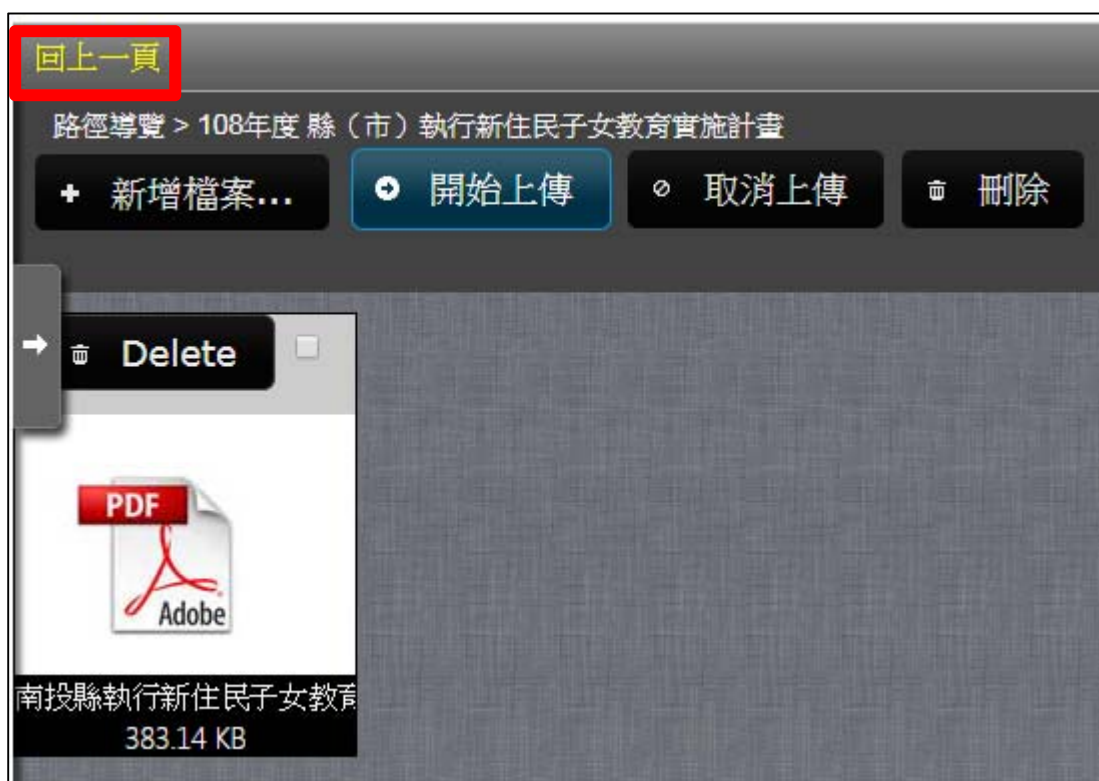 回上一頁
路徑導覽 > 108年度 縣（市）執行新住民子女教育實施計畫
新增檔案... 開始上傳 取消上傳 刪除
Delete
PDF
Adobe
南投縣執行新住民子女教育
383.14 KB